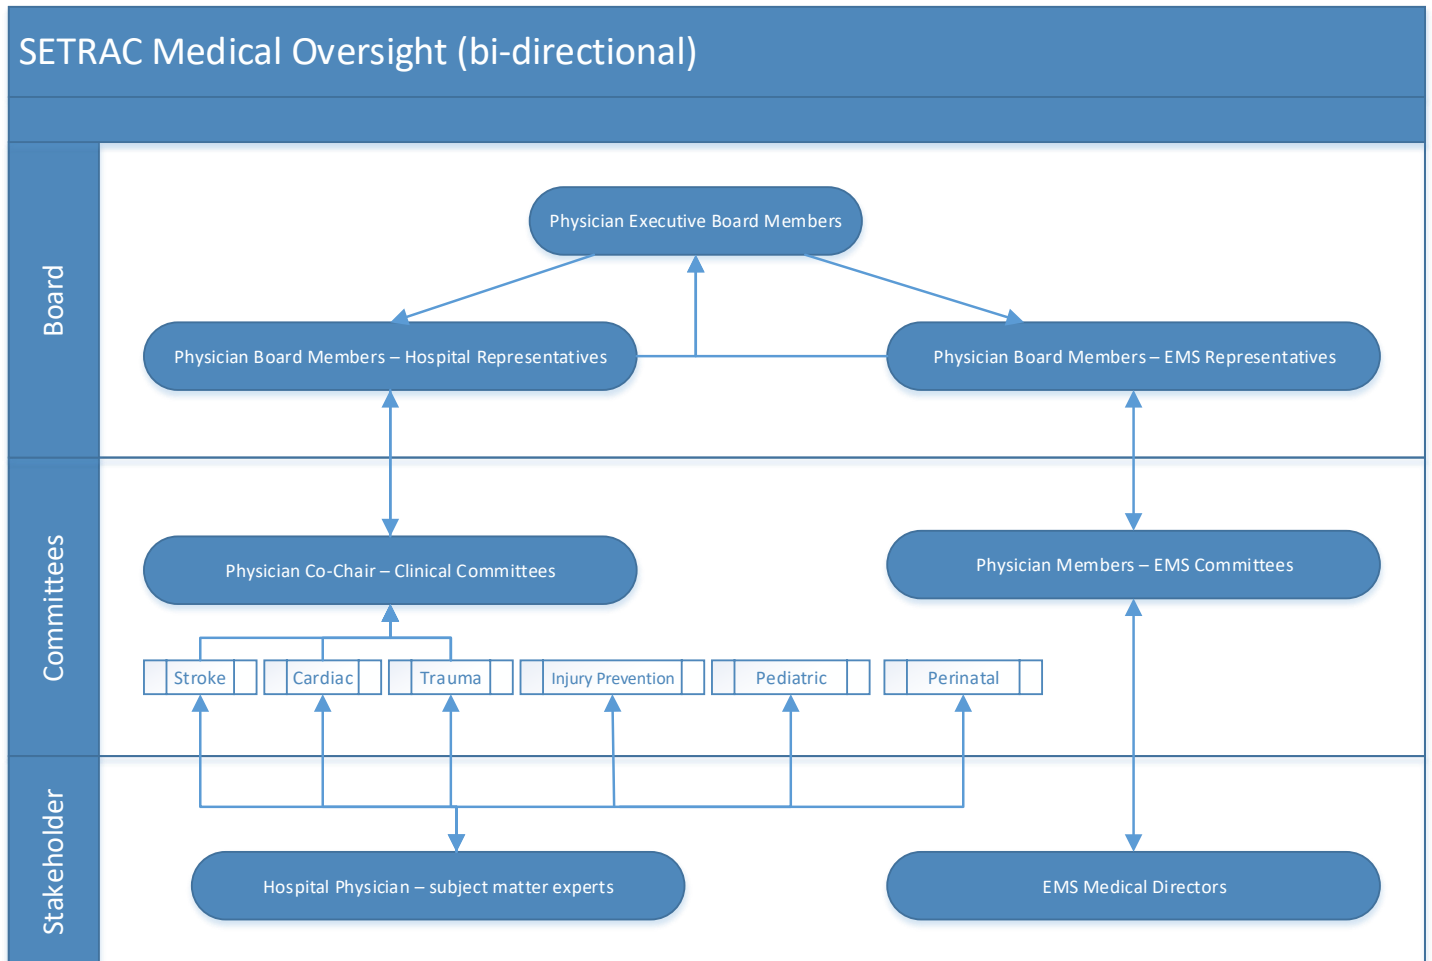 SETRAC Medical Oversight (bi-directional)
Board
Physician Executive Board Members
Physician Board Members – Hospital Representatives
Physician Board Members – EMS Representatives
Committees
Physician Co-Chair – Clinical Committees
Physician Members – EMS Committees
Stroke
Cardiac
Trauma
Injury Prevention
Pediatric
Perinatal
Stakeholder
Hospital Physician – subject matter experts
EMS Medical Directors